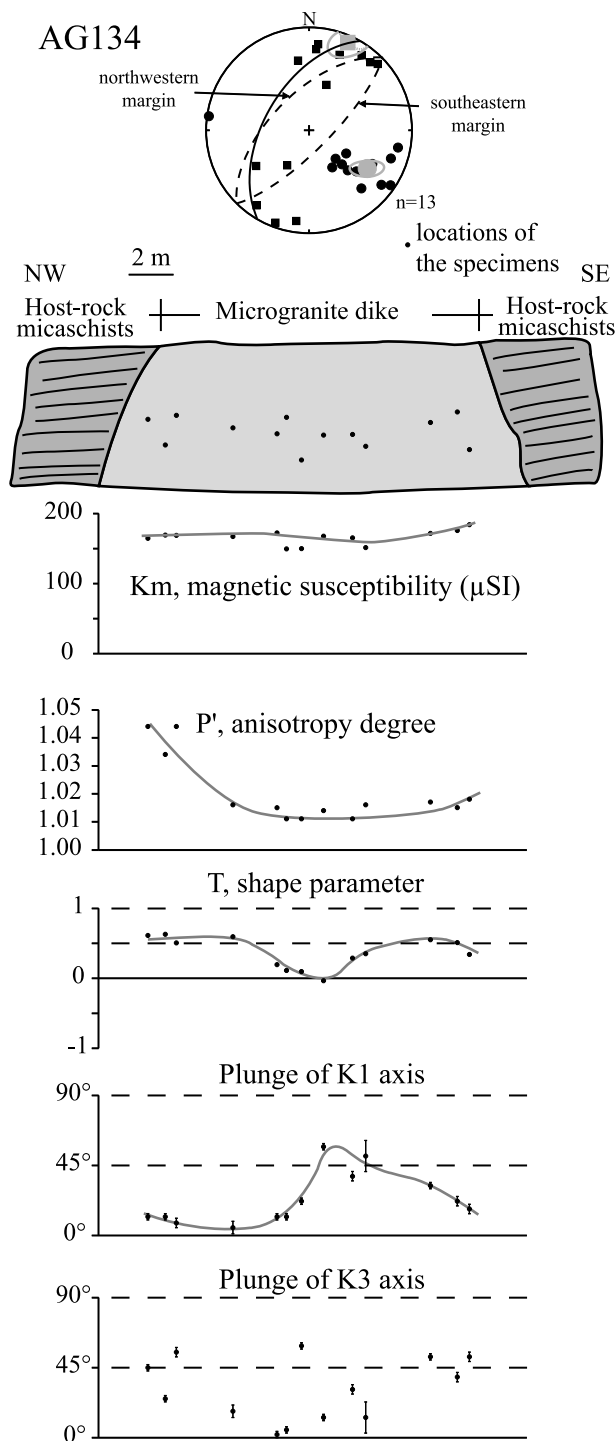 AG134
N
northwestern
margin
southeastern
margin
n=13
locations of
the specimens
NW
2 m
SE
Host-rock
micaschists
Microgranite dike
Host-rock
micaschists
200
100
0
Km, magnetic susceptibility (µSI)
1.05
1.04
1.03
1.02
1.01
1.00
P', anisotropy degree
T, shape parameter
1
0
-1
Plunge of K1 axis
90°
45°
0°
Plunge of K3 axis
90°
45°
0°